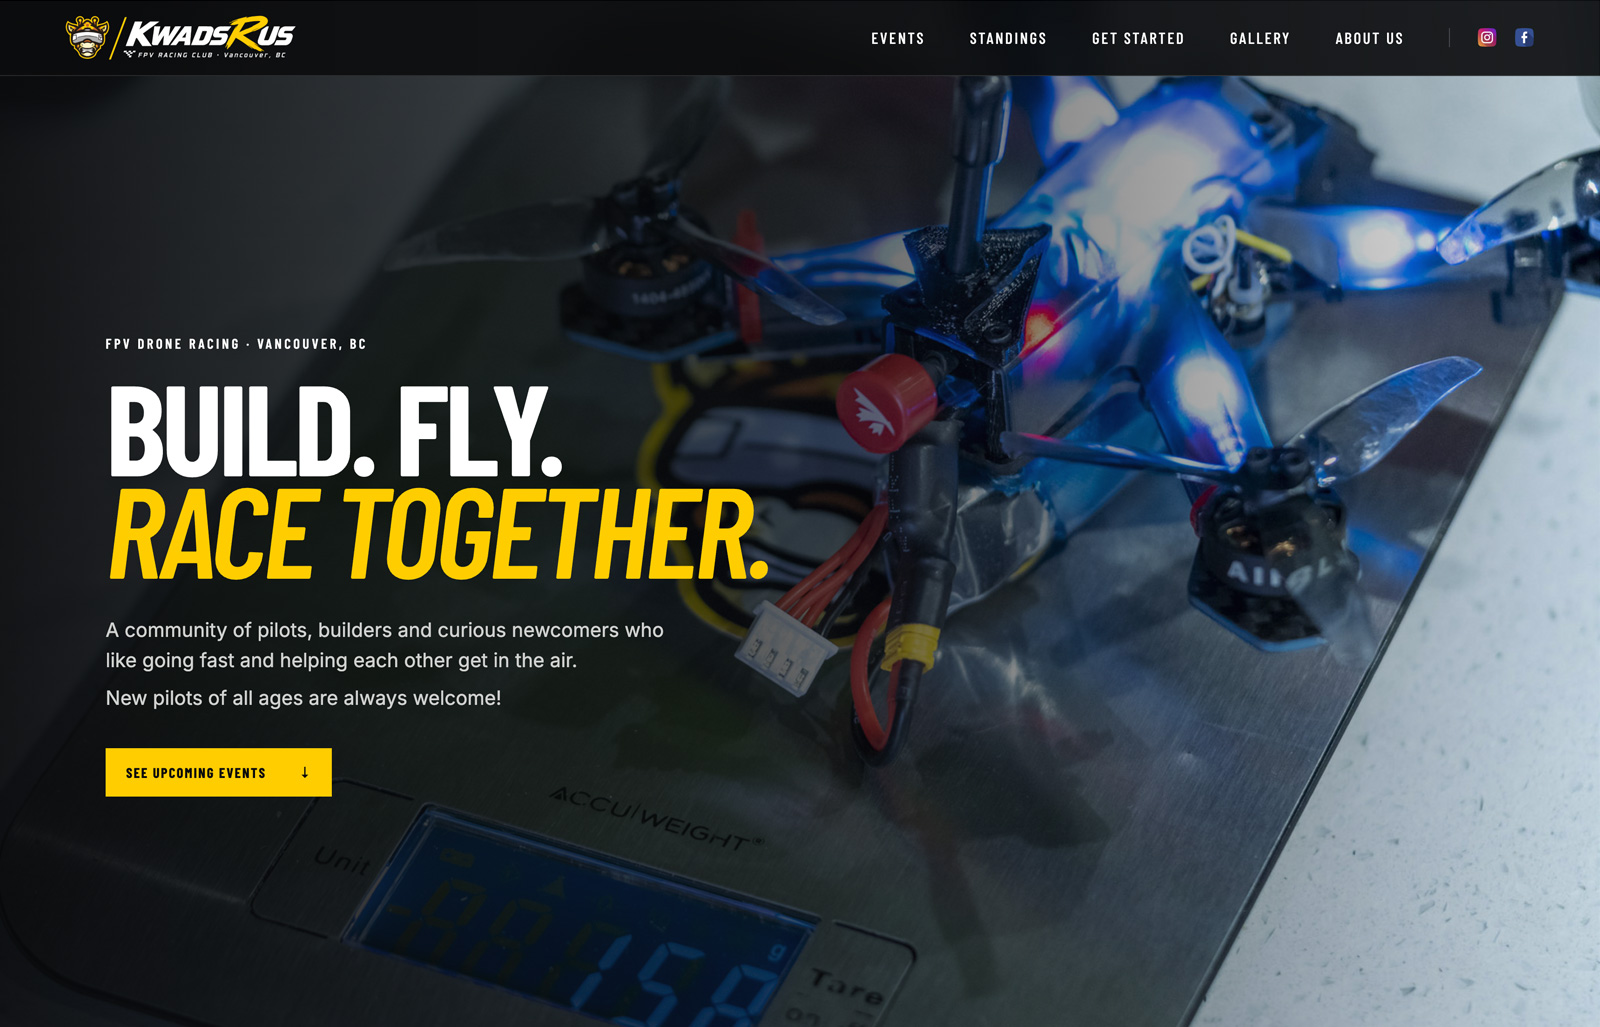 KWADSRUS
FPV RACING CLUB - Vancouver, BC
EVENTS
STANDINGS
GET STARTED
GALLERY
ABOUT US
FPV DRONE RACING · VANCOUVER, BC
BUILD. FLY.
RACE TOGETHER.
A community of pilots, builders and curious newcomers who
like going fast and helping each other get in the air.
New pilots of all ages are always welcome!
SEE UPCOMING EVENTS ↓
ACCUWEIGHT®
Unit
158
g
Tare